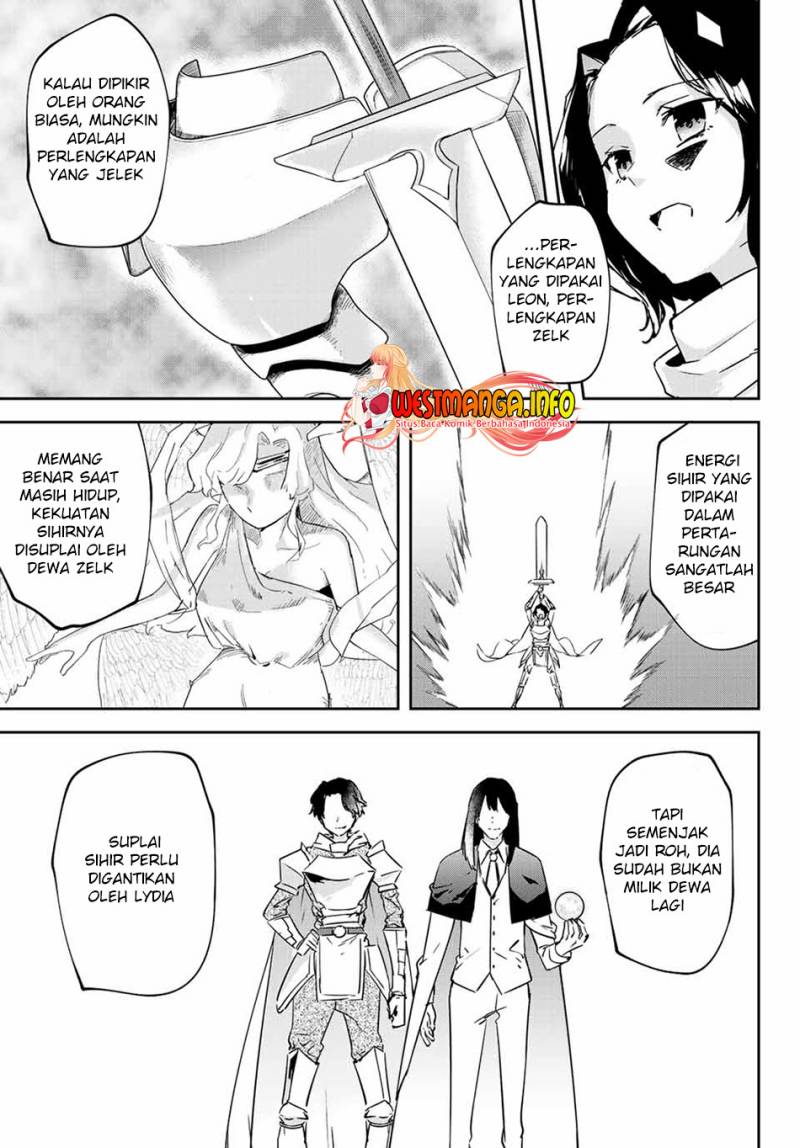 ...PER-
LENGKAPAN
YANG DIPAKAI
LEON, PER-
LENGKAPAN
ZELK
KALAU DIPIKIR
OLEH ORANG
BIASA, MUNGKIN
ADALAH
PERLENGKAPAN
YANG JELEK
WESTMANGA.INFO
Situs Baca Komik Berbahasa Indonesia
ENERGI
SIHIR YANG
DIPAKAI
DALAM
PERTA-
RUNGAN
SANGATLAH
BESAR
MEMANG
BENAR SAAT
MASIH HIDUP,
KEKUATAN
SIHIRNYA
DISUPLAI OLEH
DEWA ZELK
TAPI
SEMENJAK
JADI ROH, DIA
SUDAH BUKAN
MILIK DEWA
LAGI
SUPLAI
SIHIR PERLU
DIGANTIKAN
OLEH LYDIA